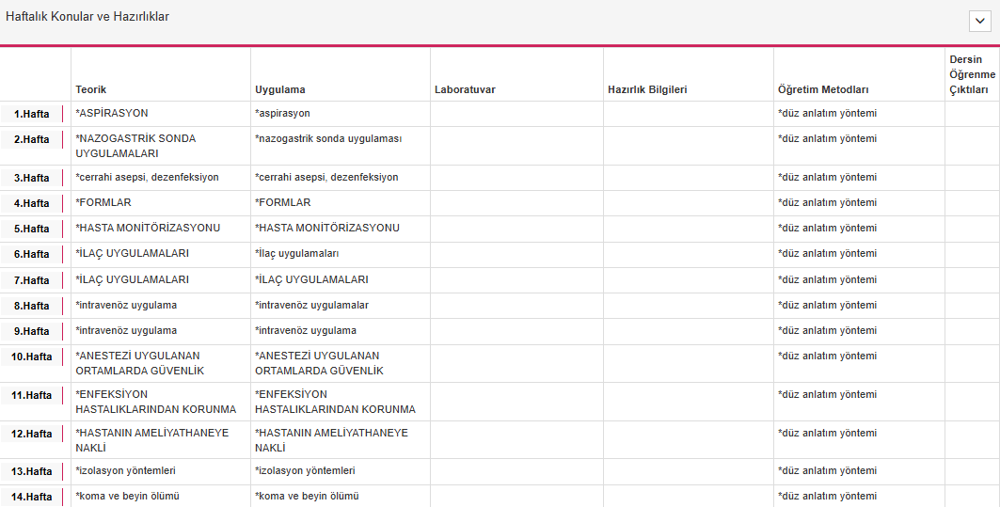 Haftalık Konular ve Hazırlıklar
Teorik Uygulama Laboratuvar Hazırlık Bilgileri Öğretim Metodları Dersin Öğrenme Çıktıları
1.Hafta *ASPİRASYON *aspirasyon *düz anlatım yöntemi
2.Hafta *NAZOGASTRİK SONDA *nazogastrik sonda uygulaması *düz anlatım yöntemi
UYGULAMALARI
3.Hafta *cerrahi asepsi, dezenfeksiyon *cerrahi asepsi, dezenfeksiyon *düz anlatım yöntemi
4.Hafta *FORMLAR *FORMLAR *düz anlatım yöntemi
5.Hafta *HASTA MONİTÖRİZASYONU *HASTA MONİTÖRİZASYONU *düz anlatım yöntemi
6.Hafta *İLAÇ UYGULAMALARI *İlaç uygulamaları *düz anlatım yöntemi
7.Hafta *İLAÇ UYGULAMALARI *İLAÇ UYGULAMALARI *düz anlatım yöntemi
8.Hafta *intravenöz uygulama *intravenöz uygulamalar *düz anlatım yöntemi
9.Hafta *intravenöz uygulama *intravenöz uygulama *düz anlatım yöntemi
10.Hafta *ANESTEZİ UYGULANAN *ANESTEZİ UYGULANAN *düz anlatım yöntemi
ORTAMLARDA GÜVENLİK ORTAMLARDA GÜVENLİK
11.Hafta *ENFEKSİYON *ENFEKSİYON *düz anlatım yöntemi
HASTALIKLARINDAN KORUNMA HASTALIKLARINDAN KORUNMA
12.Hafta *HASTANIN AMELİYATHANEYE *HASTANIN AMELİYATHANEYE *düz anlatım yöntemi
NAKLİ NAKLİ
13.Hafta *izolasyon yöntemleri *izolasyon yöntemleri *düz anlatım yöntemi
14.Hafta *koma ve beyin ölümü *koma ve beyin ölümü *düz anlatım yöntemi